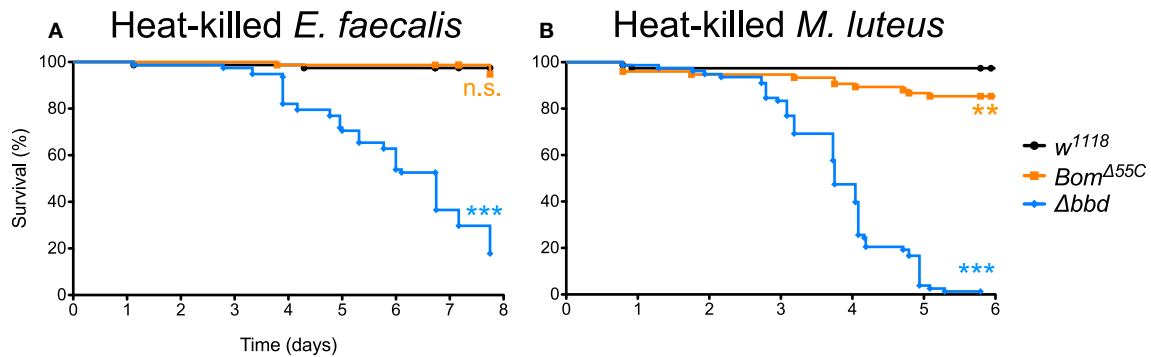 A Heat-killed E. faecalis
B Heat-killed M. luteus
Survival (%)
100
80
60
40
20
0
0 1 2 3 4 5 6 7 8
Time (days)
n.s.
***
100
80
60
40
20
0
0 1 2 3 4 5 6
**
***
w1118
BomΔ55C
Δbbd